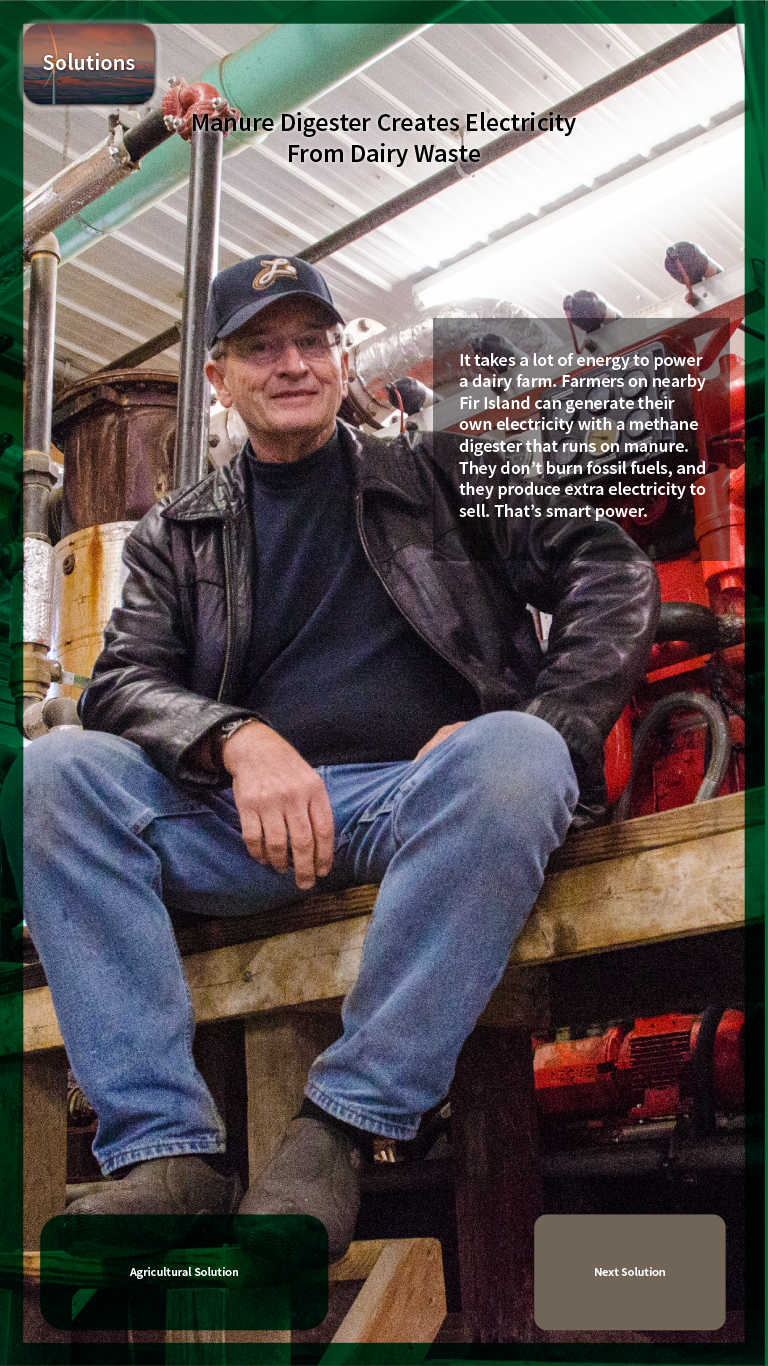 Solutions
Manure Digester Creates Electricity
From Dairy Waste
It takes a lot of energy to power
a dairy farm. Farmers on nearby
Fir Island can generate their
own electricity with a methane
digester that runs on manure.
They don’t burn fossil fuels, and
they produce extra electricity to
sell. That’s smart power.
Agricultural Solution
Next Solution